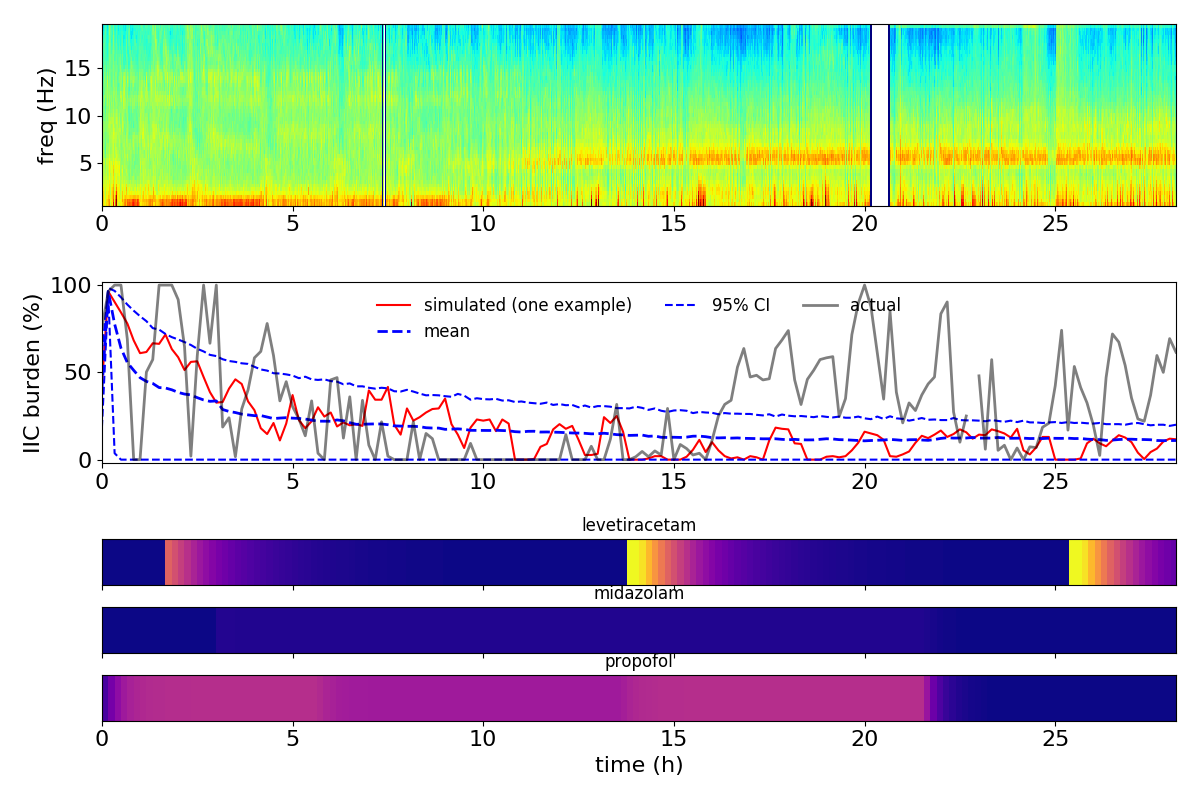 freq (Hz)
15
10
5
0 5 10 15 20 25
IIC burden (%)
100
50
0
simulated (one example)
mean
95% CI
actual
0 5 10 15 20 25
levetiracetam
midazolam
propofol
0 5 10 15 20 25
time (h)